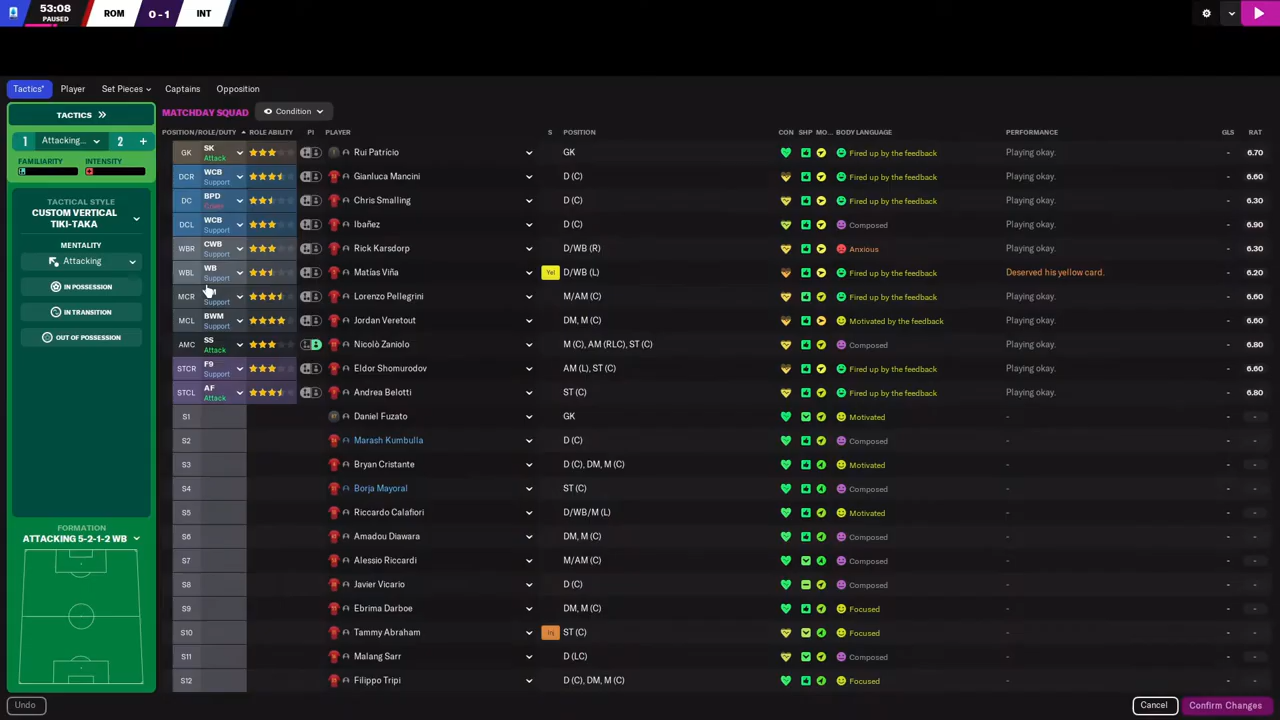 53:08
PAUSED
ROM 0 - 1 INT
Tactics* Player Set Pieces Captains Opposition
TACTICS
1 Attacking... 2 +
FAMILIARITY INTENSITY
TACTICAL STYLE
CUSTOM VERTICAL
TIKI-TAKA
MENTALITY
Attacking
IN POSSESSION
IN TRANSITION
OUT OF POSSESSION
FORMATION
ATTACKING 5-2-1-2 WB
MATCHDAY SQUAD Condition
POSITION/ROLE/DUTY ROLE ABILITY PI PLAYER S POSITION CON SHP MO... BODY LANGUAGE PERFORMANCE GLS RAT
GK SK Attack Rui Patrício GK Fired up by the feedback Playing okay. - 6.70
DCR WCB Support Gianluca Mancini D (C) Fired up by the feedback Playing okay. - 6.60
DC BPD Chris Smalling D (C) Fired up by the feedback Playing okay. - 6.30
DCL WCB Support Ibañez D (C) Composed Playing okay. - 6.90
WBR CWB Support Rick Karsdorp D/WB (R) Anxious Playing okay. - 6.30
WBL WB Support Matías Viña Yel D/WB (L) Fired up by the feedback Deserved his yellow card. - 6.20
MCR Support Lorenzo Pellegrini M/AM (C) Fired up by the feedback Playing okay. - 6.60
MCL BWM Support Jordan Veretout DM, M (C) Motivated by the feedback Playing okay. - 6.60
AMC SS Attack Nicolò Zaniolo M (C), AM (RLC), ST (C) Composed Playing okay. - 6.80
STCR F9 Support Eldor Shomurodov AM (L), ST (C) Fired up by the feedback Playing okay. - 6.60
STCL AF Attack Andrea Belotti ST (C) Fired up by the feedback Playing okay. - 6.80
S1 Daniel Fuzato GK Motivated - - -
S2 Marash Kumbulla D (C) Composed - - -
S3 Bryan Cristante D (C), DM, M (C) Motivated - - -
S4 Borja Mayoral ST (C) Composed - - -
S5 Riccardo Calafiori D/WB/M (L) Motivated - - -
S6 Amadou Diawara DM, M (C) Composed - - -
S7 Alessio Riccardi M/AM (C) Composed - - -
S8 Javier Vicario D (C) Composed - - -
S9 Ebrima Darboe DM, M (C) Focused - - -
S10 Tammy Abraham Inj ST (C) Focused - - -
S11 Malang Sarr D (LC) Composed - - -
S12 Filippo Tripi D (C), DM, M (C) Focused - - -
Undo Cancel Confirm Changes